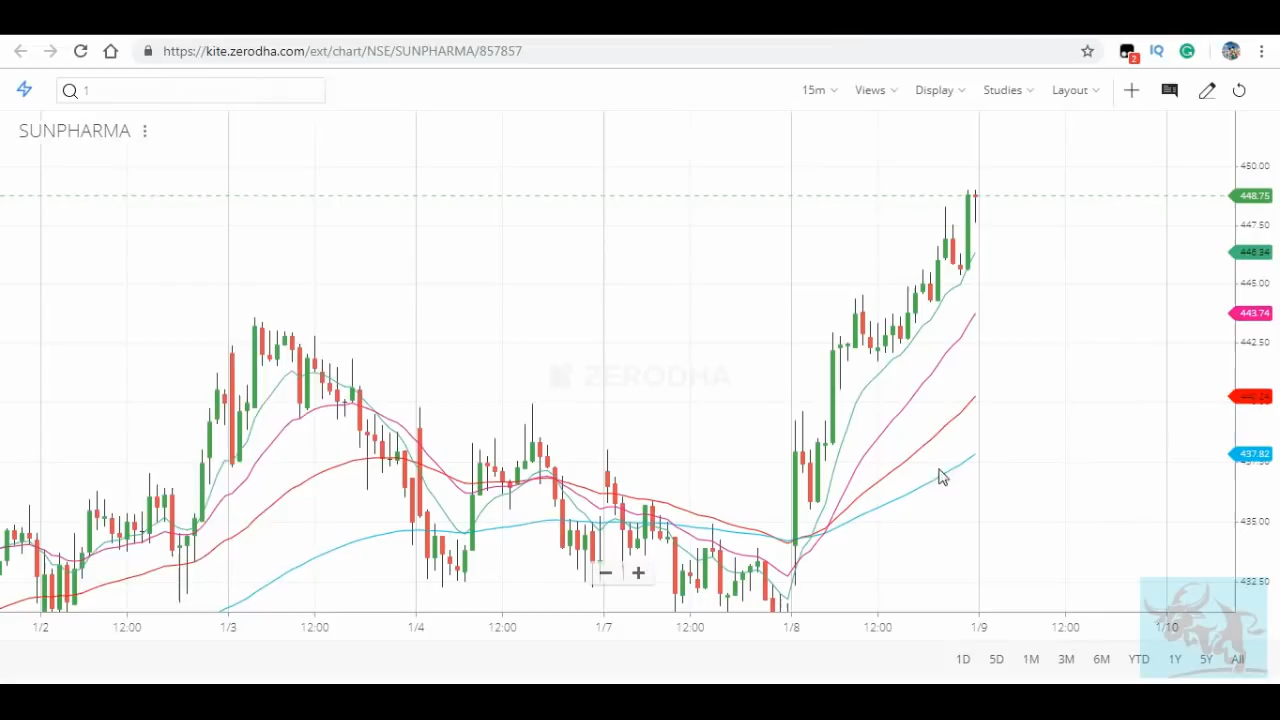 https://kite.zerodha.com/ext/chart/NSE/SUNPHARMA/857857
2
IQ
1
15m Views Display Studies Layout
SUNPHARMA
450.00
448.75
447.50
446.34
445.00
443.74
442.50
ZERODHA
437.82
435.00
432.50
1/2 12:00 1/3 12:00 1/4 12:00 1/7 12:00 1/8 12:00 1/9 12:00 1/10
1D 5D 1M 3M 6M YTD 1Y 5Y All